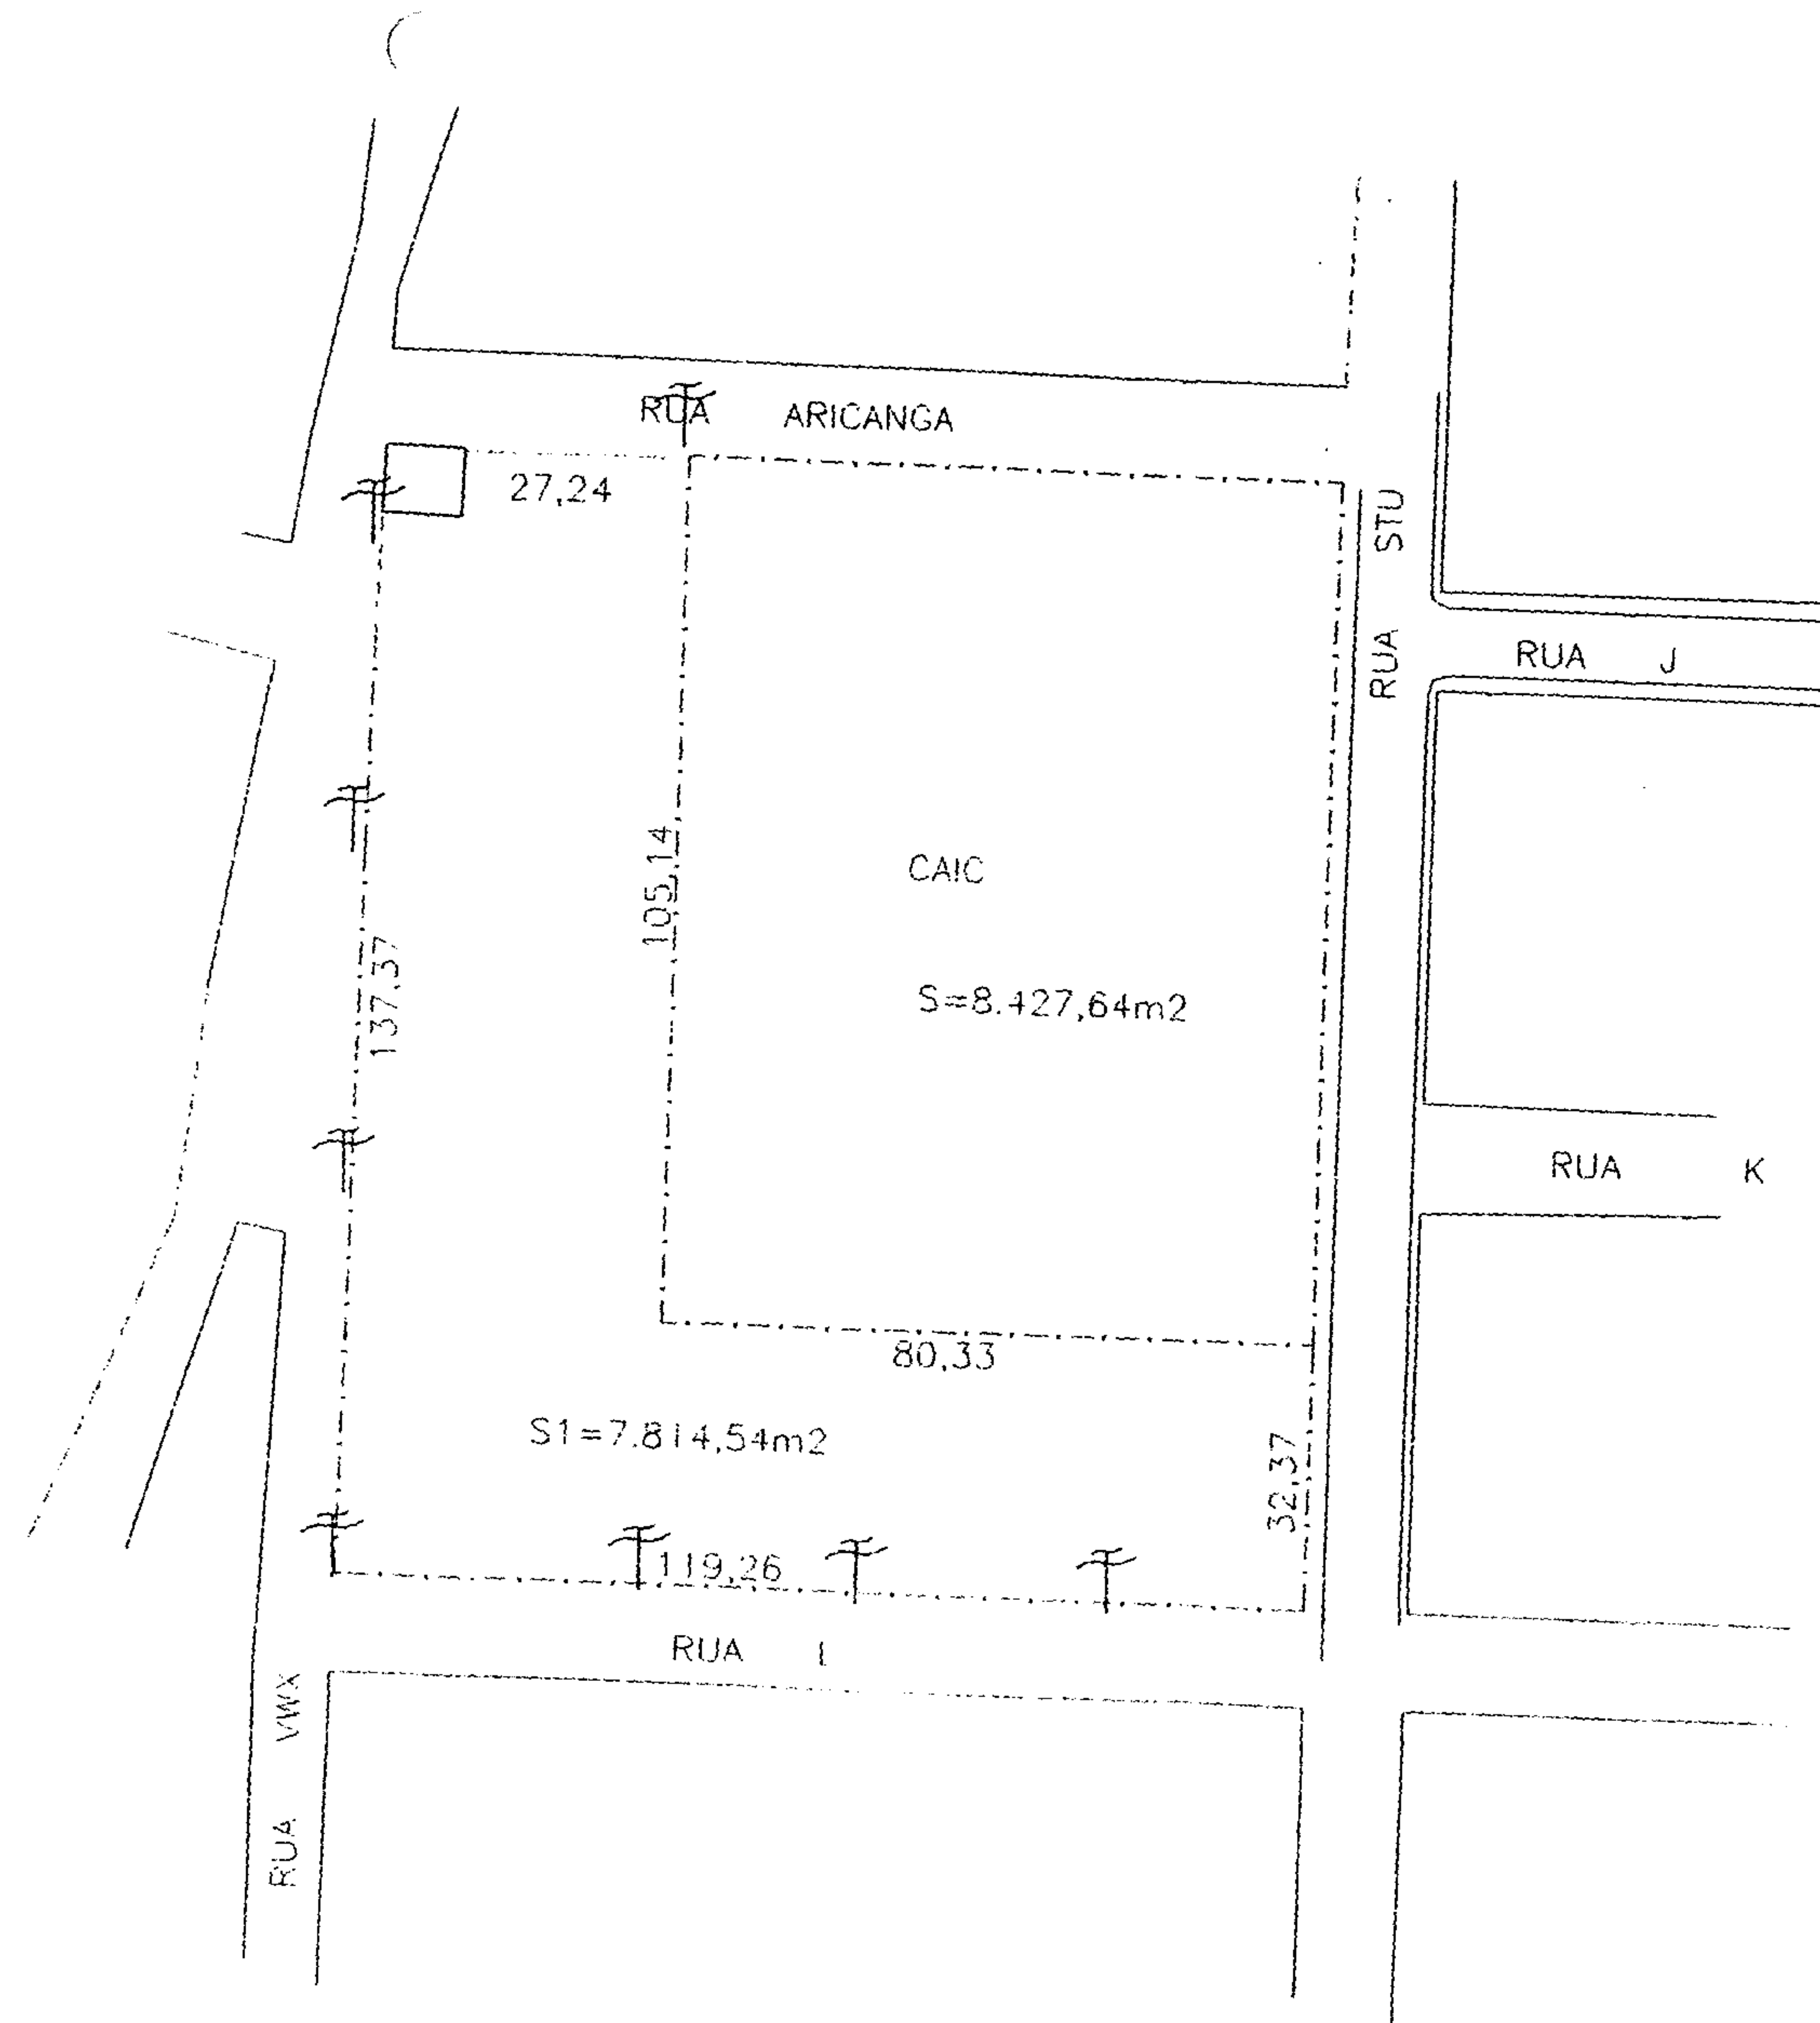 RUA ARICANGA
27,24
RUA STU
RUA J
105,14
CAIC
137,37
S=8.427,64m2
RUA K
80,33
S1=7.814,54m2
32,37
119,26
RUA L
RUA VWX